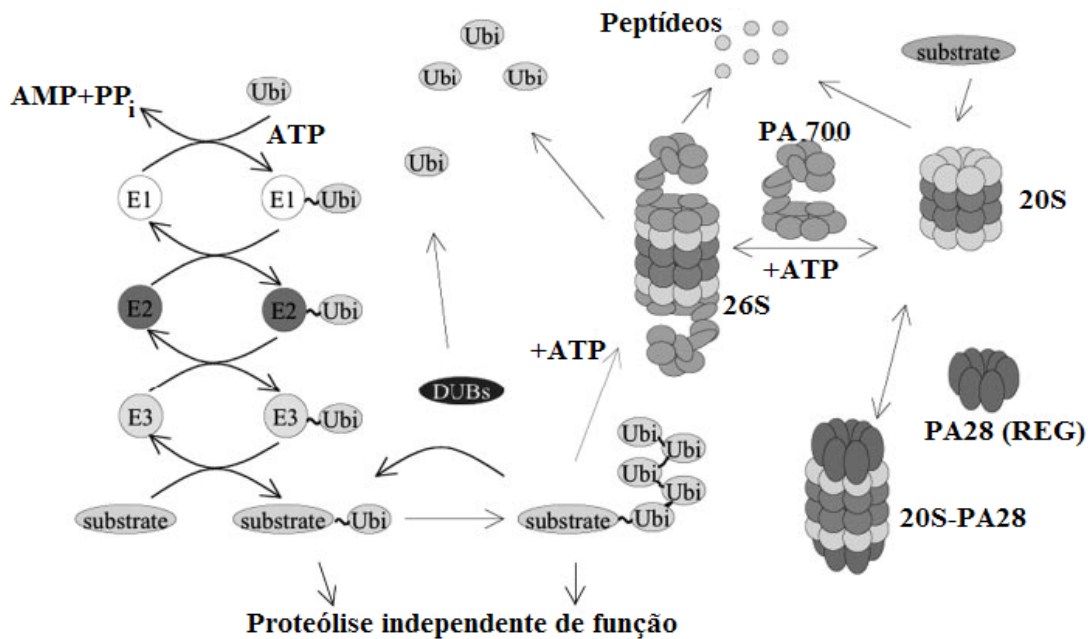 Peptídeos
substrate
Ubi
Ubi
Ubi
AMP+PPi
Ubi
ATP
PA 700
Ubi
E1
E1
Ubi
20S
+ATP
E2
E2
Ubi
26S
+ATP
DUBs
E3
E3
Ubi
PA28 (REG)
Ubi
Ubi
Ubi
Ubi
substrate
substrate
Ubi
substrate
Ubi
20S-PA28
Proteólise independente de função